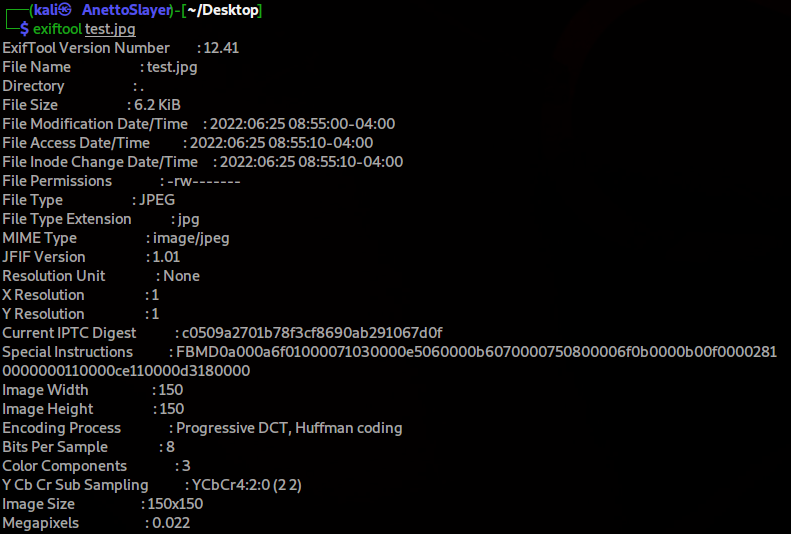 (kali㉿ AnettoSlayer)-[~/Desktop]
$ exiftool test.jpg
ExifTool Version Number : 12.41
File Name : test.jpg
Directory : .
File Size : 6.2 KiB
File Modification Date/Time : 2022:06:25 08:55:00-04:00
File Access Date/Time : 2022:06:25 08:55:10-04:00
File Inode Change Date/Time : 2022:06:25 08:55:10-04:00
File Permissions : -rw-------
File Type : JPEG
File Type Extension : jpg
MIME Type : image/jpeg
JFIF Version : 1.01
Resolution Unit : None
X Resolution : 1
Y Resolution : 1
Current IPTC Digest : c0509a2701b78f3cf8690ab291067d0f
Special Instructions : FBMD0a000a6f01000071030000e5060000b6070000750800006f0b0000b00f0000281
0000000110000ce110000d3180000
Image Width : 150
Image Height : 150
Encoding Process : Progressive DCT, Huffman coding
Bits Per Sample : 8
Color Components : 3
Y Cb Cr Sub Sampling : YCbCr4:2:0 (2 2)
Image Size : 150x150
Megapixels : 0.022